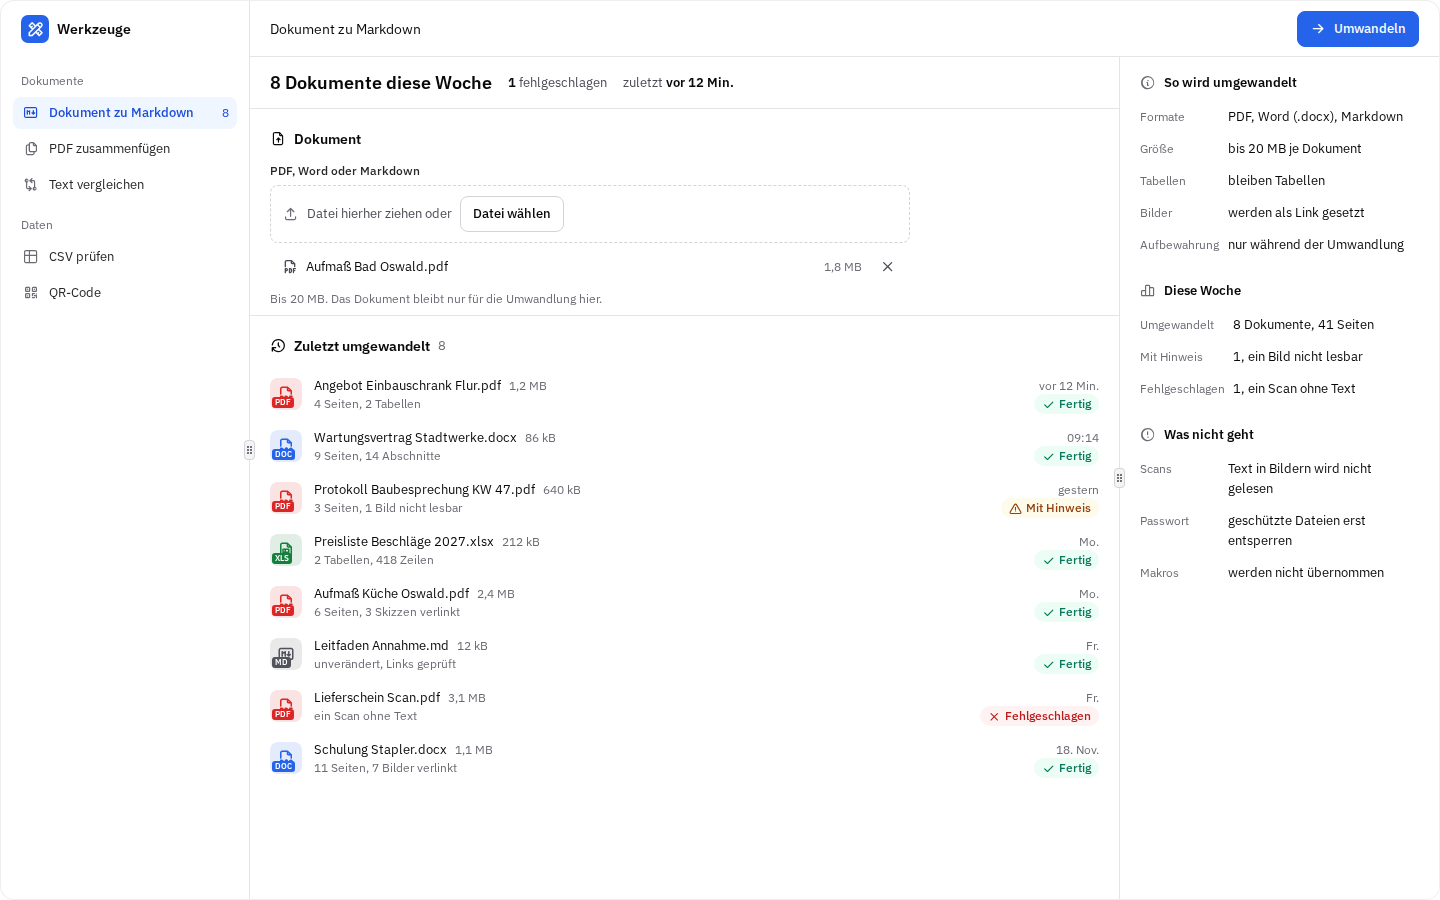 Werkzeuge
Dokumente
Dokument zu Markdown 8
PDF zusammenfügen
Text vergleichen
Daten
CSV prüfen
QR-Code
Dokument zu Markdown
Umwandeln
8 Dokumente diese Woche 1 fehlgeschlagen zuletzt vor 12 Min.
Dokument
PDF, Word oder Markdown
Datei hierher ziehen oder Datei wählen
PDF Aufmaß Bad Oswald.pdf 1,8 MB
Bis 20 MB. Das Dokument bleibt nur für die Umwandlung hier.
Zuletzt umgewandelt 8
PDF Angebot Einbauschrank Flur.pdf 1,2 MB vor 12 Min.
4 Seiten, 2 Tabellen Fertig
DOC Wartungsvertrag Stadtwerke.docx 86 kB 09:14
9 Seiten, 14 Abschnitte Fertig
PDF Protokoll Baubesprechung KW 47.pdf 640 kB gestern
3 Seiten, 1 Bild nicht lesbar Mit Hinweis
XLS Preisliste Beschläge 2027.xlsx 212 kB Mo.
2 Tabellen, 418 Zeilen Fertig
PDF Aufmaß Küche Oswald.pdf 2,4 MB Mo.
6 Seiten, 3 Skizzen verlinkt Fertig
MD Leitfaden Annahme.md 12 kB Fr.
unverändert, Links geprüft Fertig
PDF Lieferschein Scan.pdf 3,1 MB Fr.
ein Scan ohne Text Fehlgeschlagen
DOC Schulung Stapler.docx 1,1 MB 18. Nov.
11 Seiten, 7 Bilder verlinkt Fertig
So wird umgewandelt
Formate PDF, Word (.docx), Markdown
Größe bis 20 MB je Dokument
Tabellen bleiben Tabellen
Bilder werden als Link gesetzt
Aufbewahrung nur während der Umwandlung
Diese Woche
Umgewandelt 8 Dokumente, 41 Seiten
Mit Hinweis 1, ein Bild nicht lesbar
Fehlgeschlagen 1, ein Scan ohne Text
Was nicht geht
Scans Text in Bildern wird nicht
gelesen
Passwort geschützte Dateien erst
entsperren
Makros werden nicht übernommen